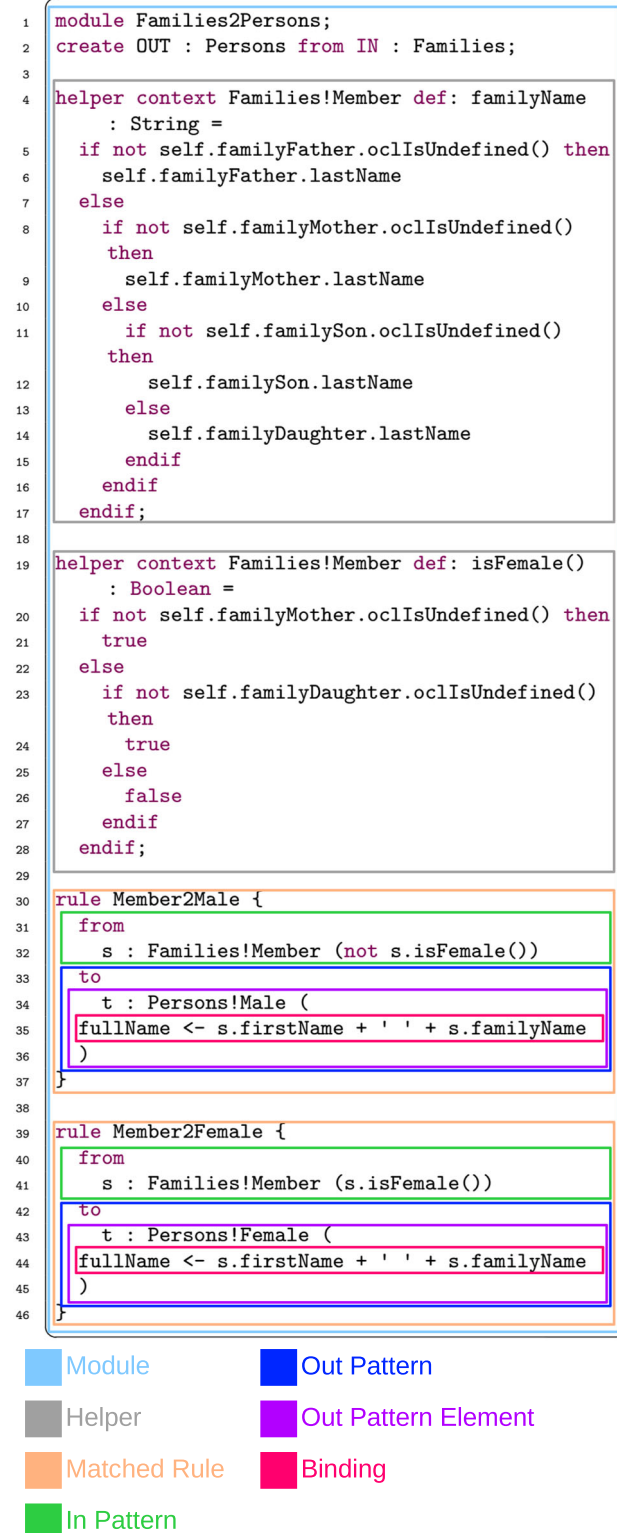 1 module Families2Persons;
2 create OUT : Persons from IN : Families;
3
4 helper context Families!Member def: familyName
: String =
5 if not self.familyFather.oclIsUndefined() then
6 self.familyFather.lastName
7 else
8 if not self.familyMother.oclIsUndefined()
then
9 self.familyMother.lastName
10 else
11 if not self.familySon.oclIsUndefined()
then
12 self.familySon.lastName
13 else
14 self.familyDaughter.lastName
15 endif
16 endif
17 endif;
18
19 helper context Families!Member def: isFemale()
: Boolean =
20 if not self.familyMother.oclIsUndefined() then
21 true
22 else
23 if not self.familyDaughter.oclIsUndefined()
then
24 true
25 else
26 false
27 endif
28 endif;
29
30 rule Member2Male {
31 from
32 s : Families!Member (not s.isFemale())
33 to
34 t : Persons!Male (
35 fullName <- s.firstName + ' ' + s.familyName
36 )
37 }
38
39 rule Member2Female {
40 from
41 s : Families!Member (s.isFemale())
42 to
43 t : Persons!Female (
44 fullName <- s.firstName + ' ' + s.familyName
45 )
46 }
Module
Helper
Matched Rule
In Pattern
Out Pattern
Out Pattern Element
Binding